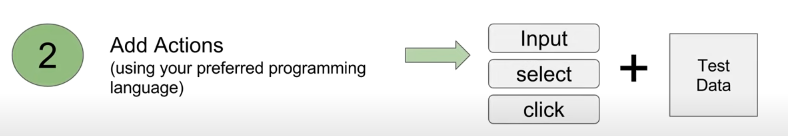 2
Add Actions
(using your preferred programming
language)
Input
select
click
+
Test
Data